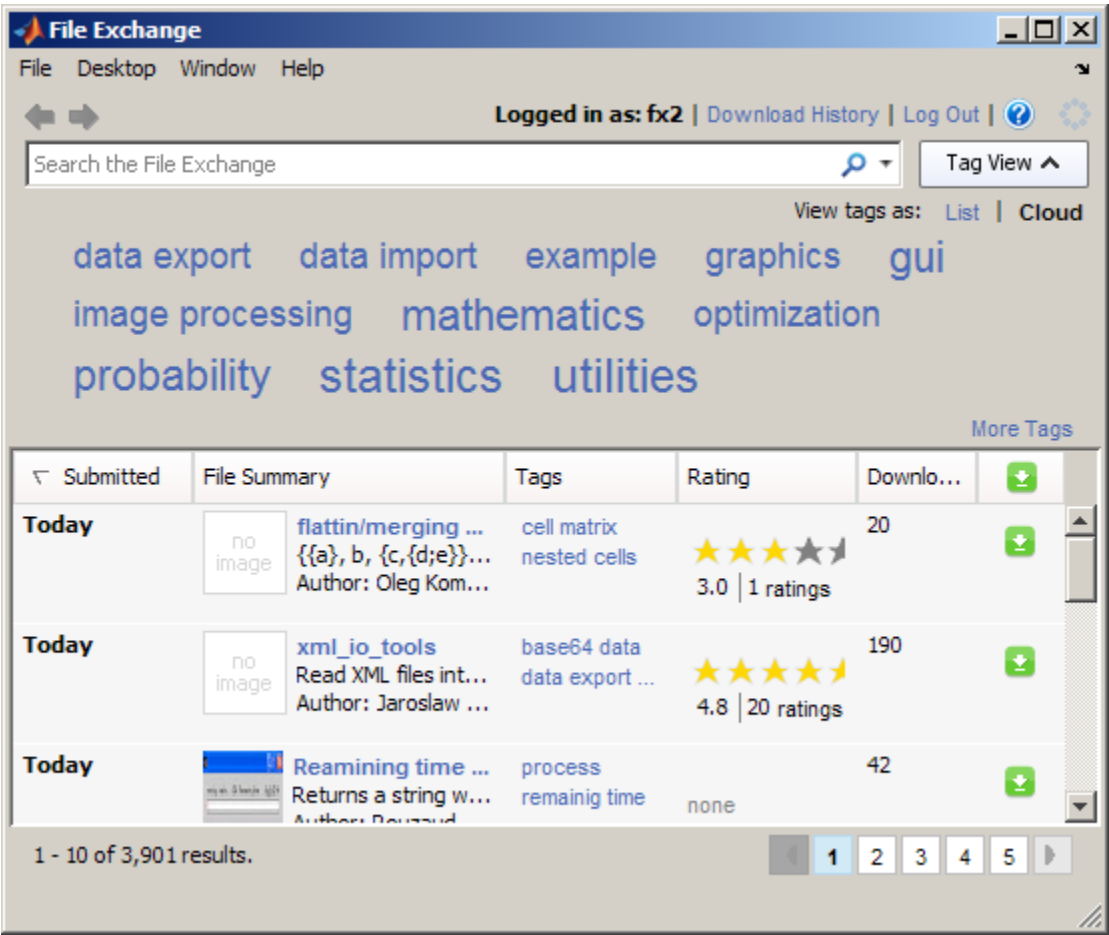 File Exchange
File Desktop Window Help
Logged in as: fx2 | Download History | Log Out | ?
Search the File Exchange
Tag View
View tags as: List | Cloud
data export data import example graphics gui
image processing mathematics optimization
probability statistics utilities
More Tags
Submitted File Summary Tags Rating Downlo...
Today
no image
flattin/merging ...
{{a}, b, {c,{d;e}}...
Author: Oleg Kom...
cell matrix
nested cells
3.0 | 1 ratings
20
Today
no image
xml_io_tools
Read XML files int...
Author: Jaroslaw ...
base64 data
data export ...
4.8 | 20 ratings
190
Today
Reamining time ...
Returns a string w...
Author: Rouzaud
process
remainig time
none
42
1 - 10 of 3,901 results.
1 2 3 4 5